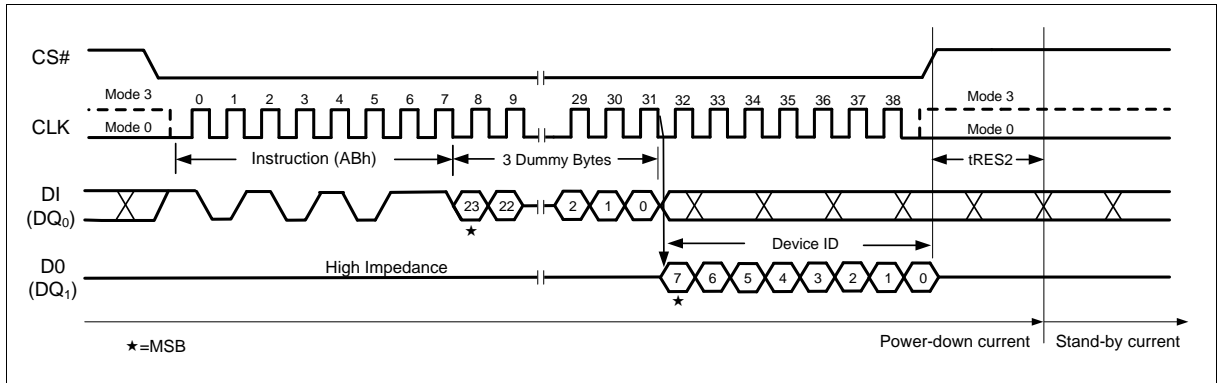 CS#
Mode 3
0 1 2 3 4 5 6 7 8 9 29 30 31 32 33 34 35 36 37 38
Mode 3
CLK
Mode 0
Mode 0
Instruction (ABh)
3 Dummy Bytes
tRES2
DI
(DQ0)
23 22 2 1 0
★
Device ID
D0
(DQ1)
High Impedance
7 6 5 4 3 2 1 0
★
★=MSB
Power-down current
Stand-by current